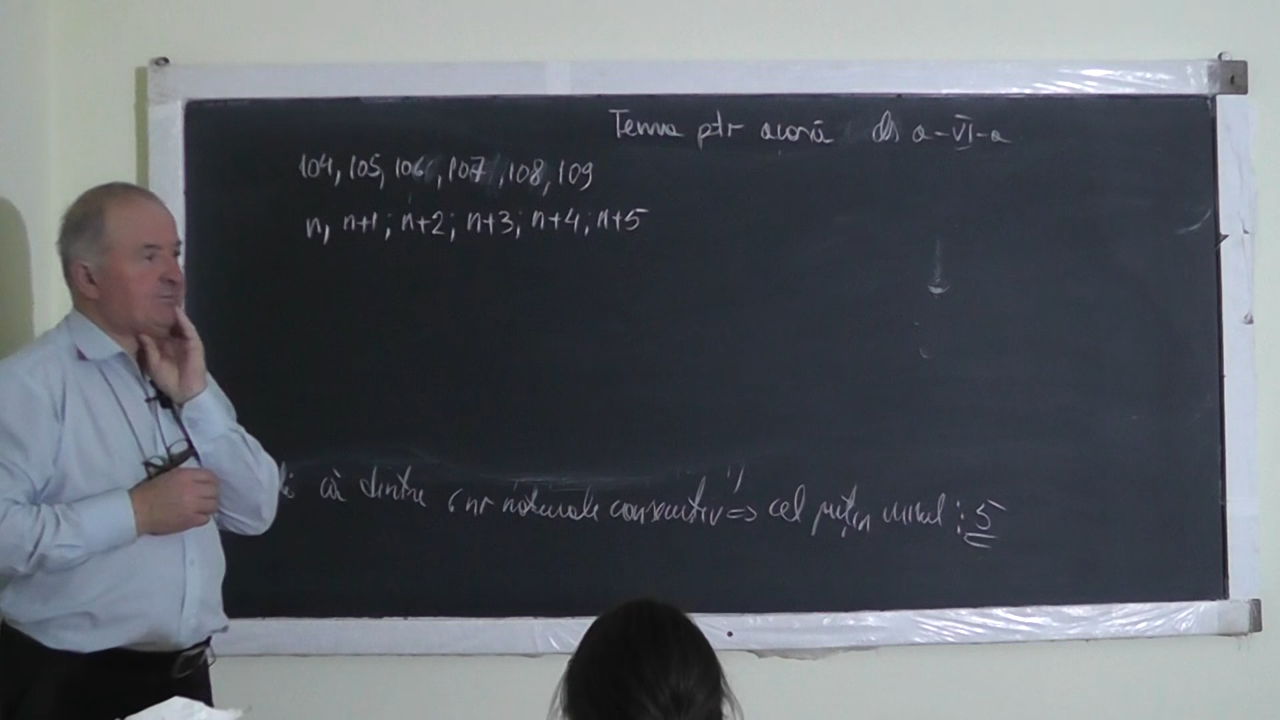 Tema ptr acasă cls a-VI-a
104, 105, 106, 107, 108, 109
n, n+1; n+2; n+3; n+4; n+5
că dintre 6 nr naturale consecutiv => cel puțin unul ⋮ 5